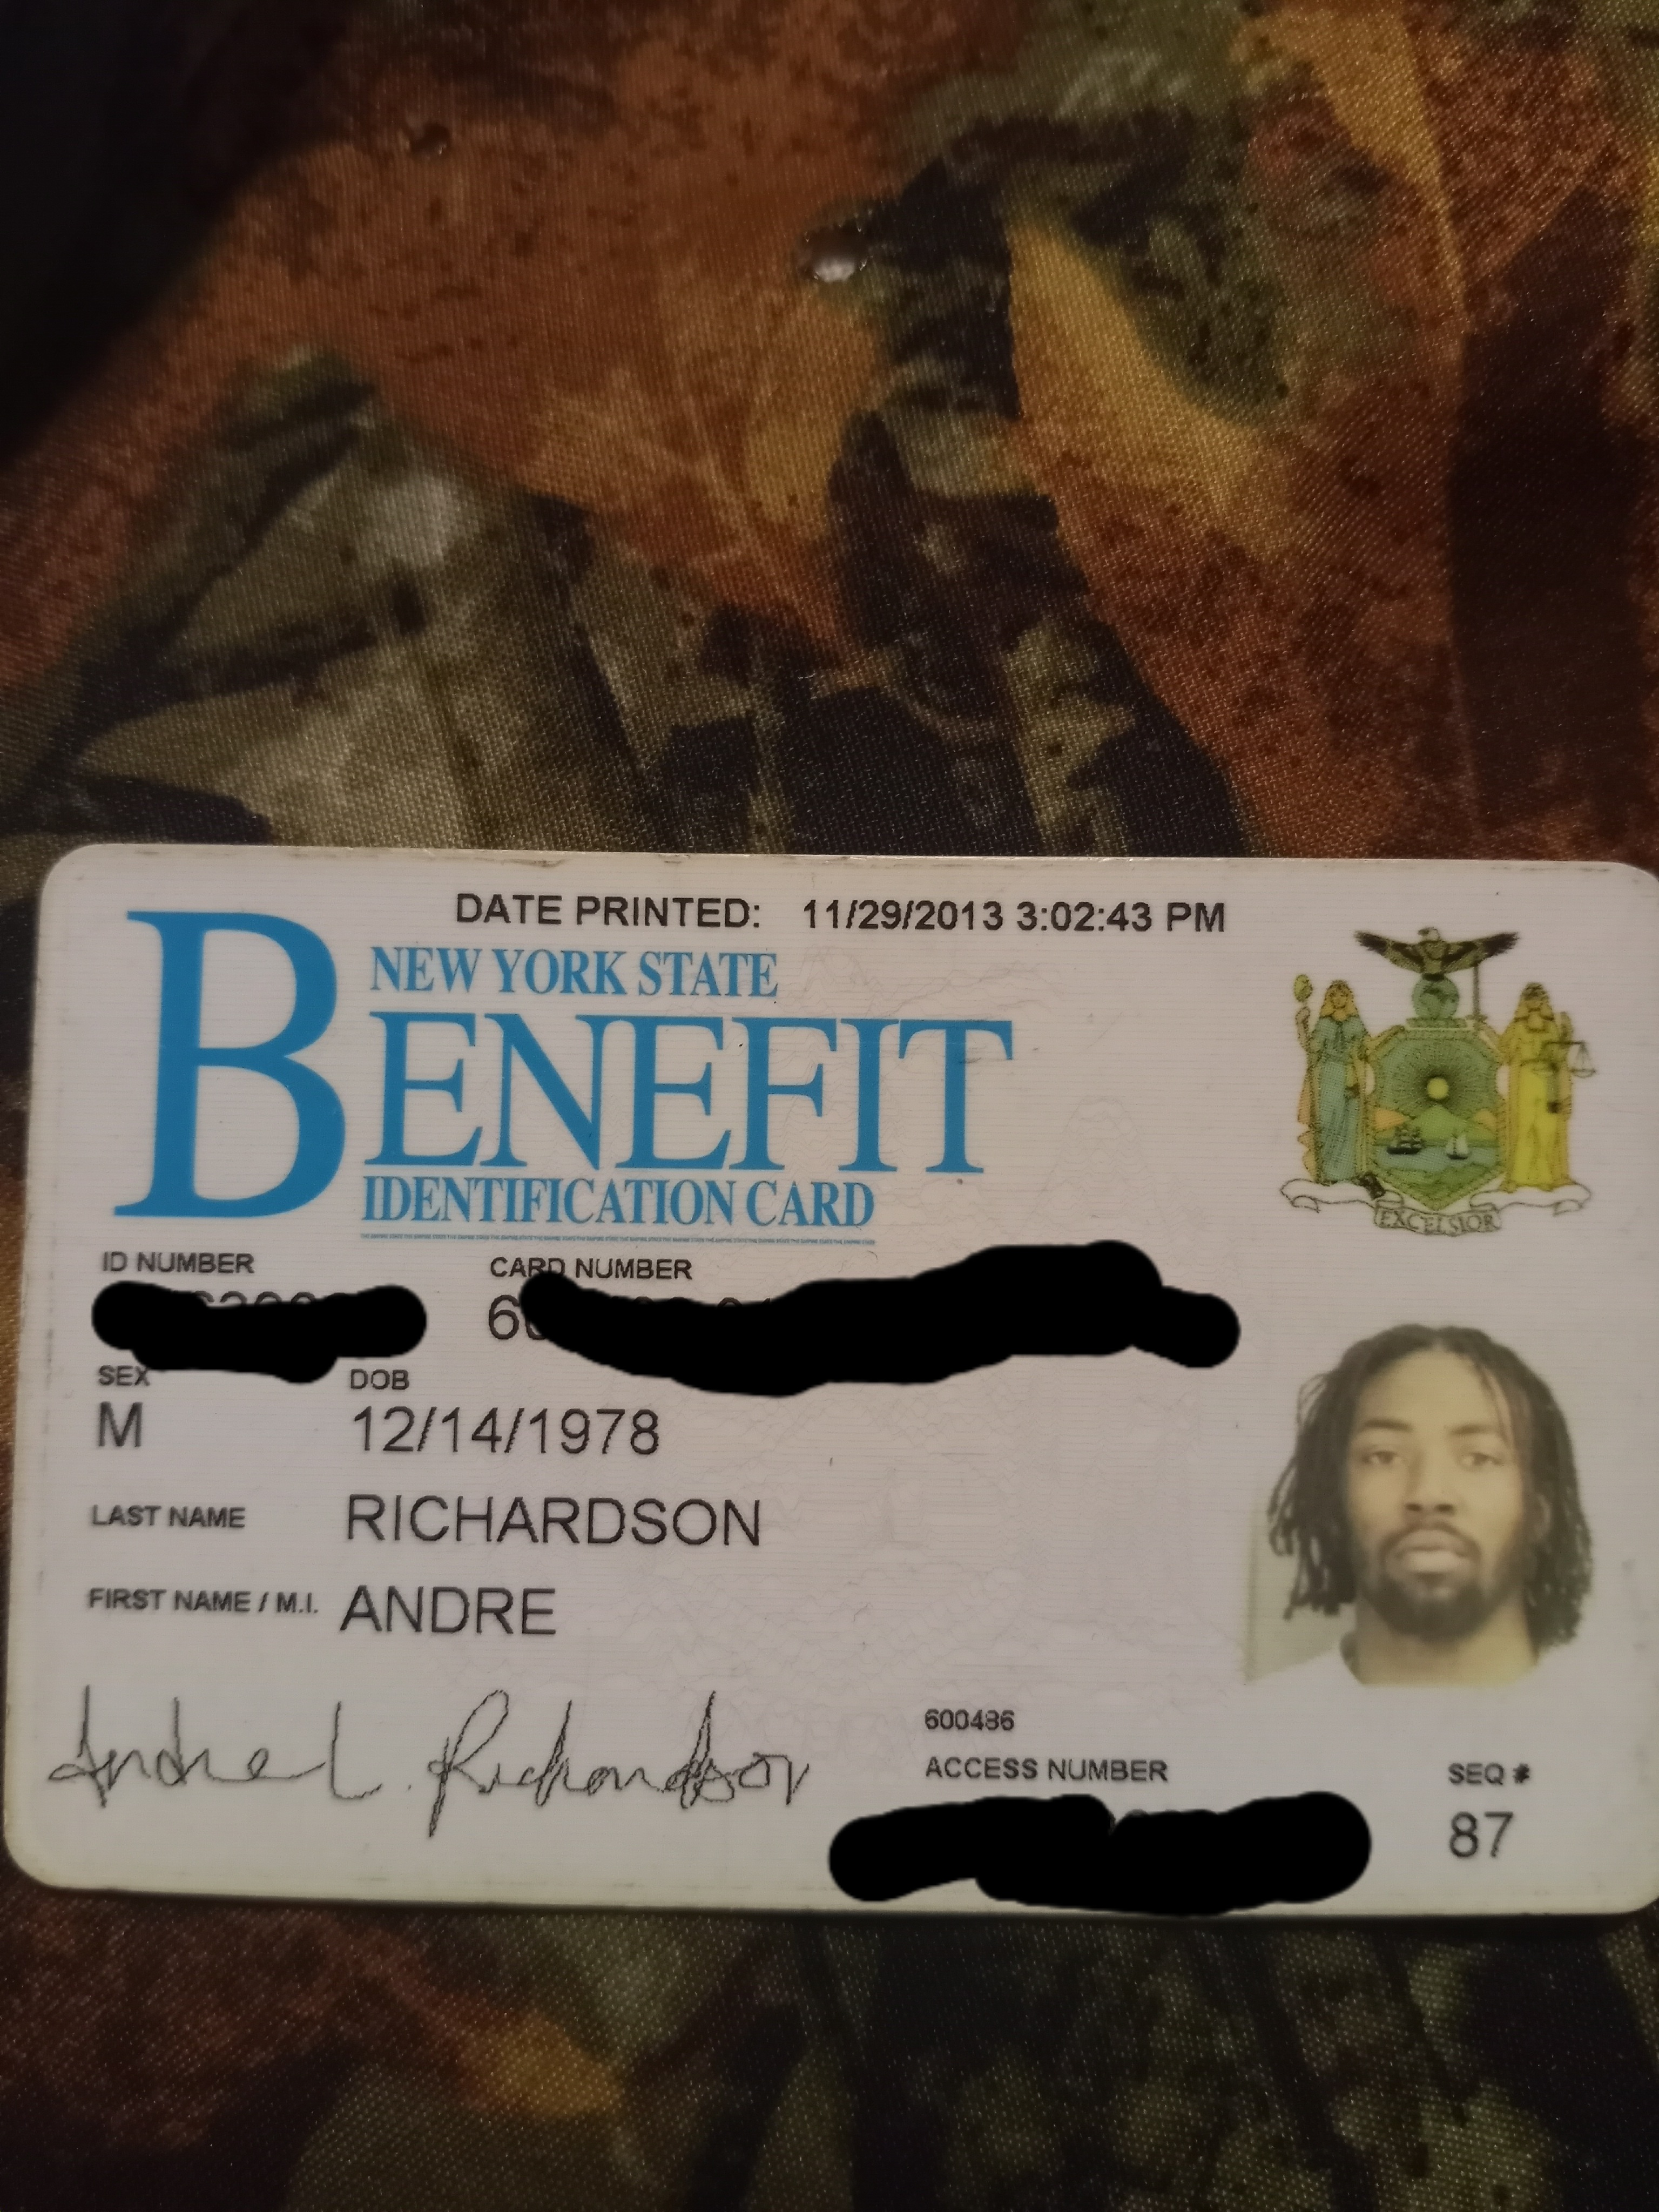 DATE PRINTED: 11/29/2013 3:02:43 PM
NEW YORK STATE
BENEFIT
IDENTIFICATION CARD
EXCELSIOR
ID NUMBER CARD NUMBER
6
SEX DOB
M 12/14/1978
LAST NAME RICHARDSON
FIRST NAME / M.I. ANDRE
Andre L. Richardson
600486
ACCESS NUMBER SEQ #
87